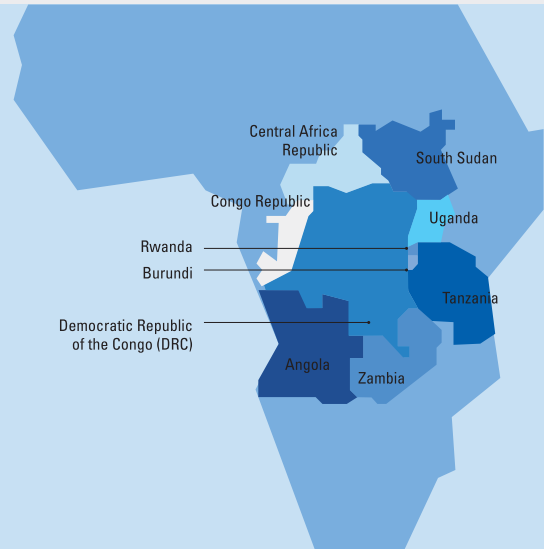 Central Africa
Republic
South Sudan
Congo Republic
Uganda
Rwanda
Burundi
Tanzania
Democratic Republic
of the Congo (DRC)
Angola
Zambia